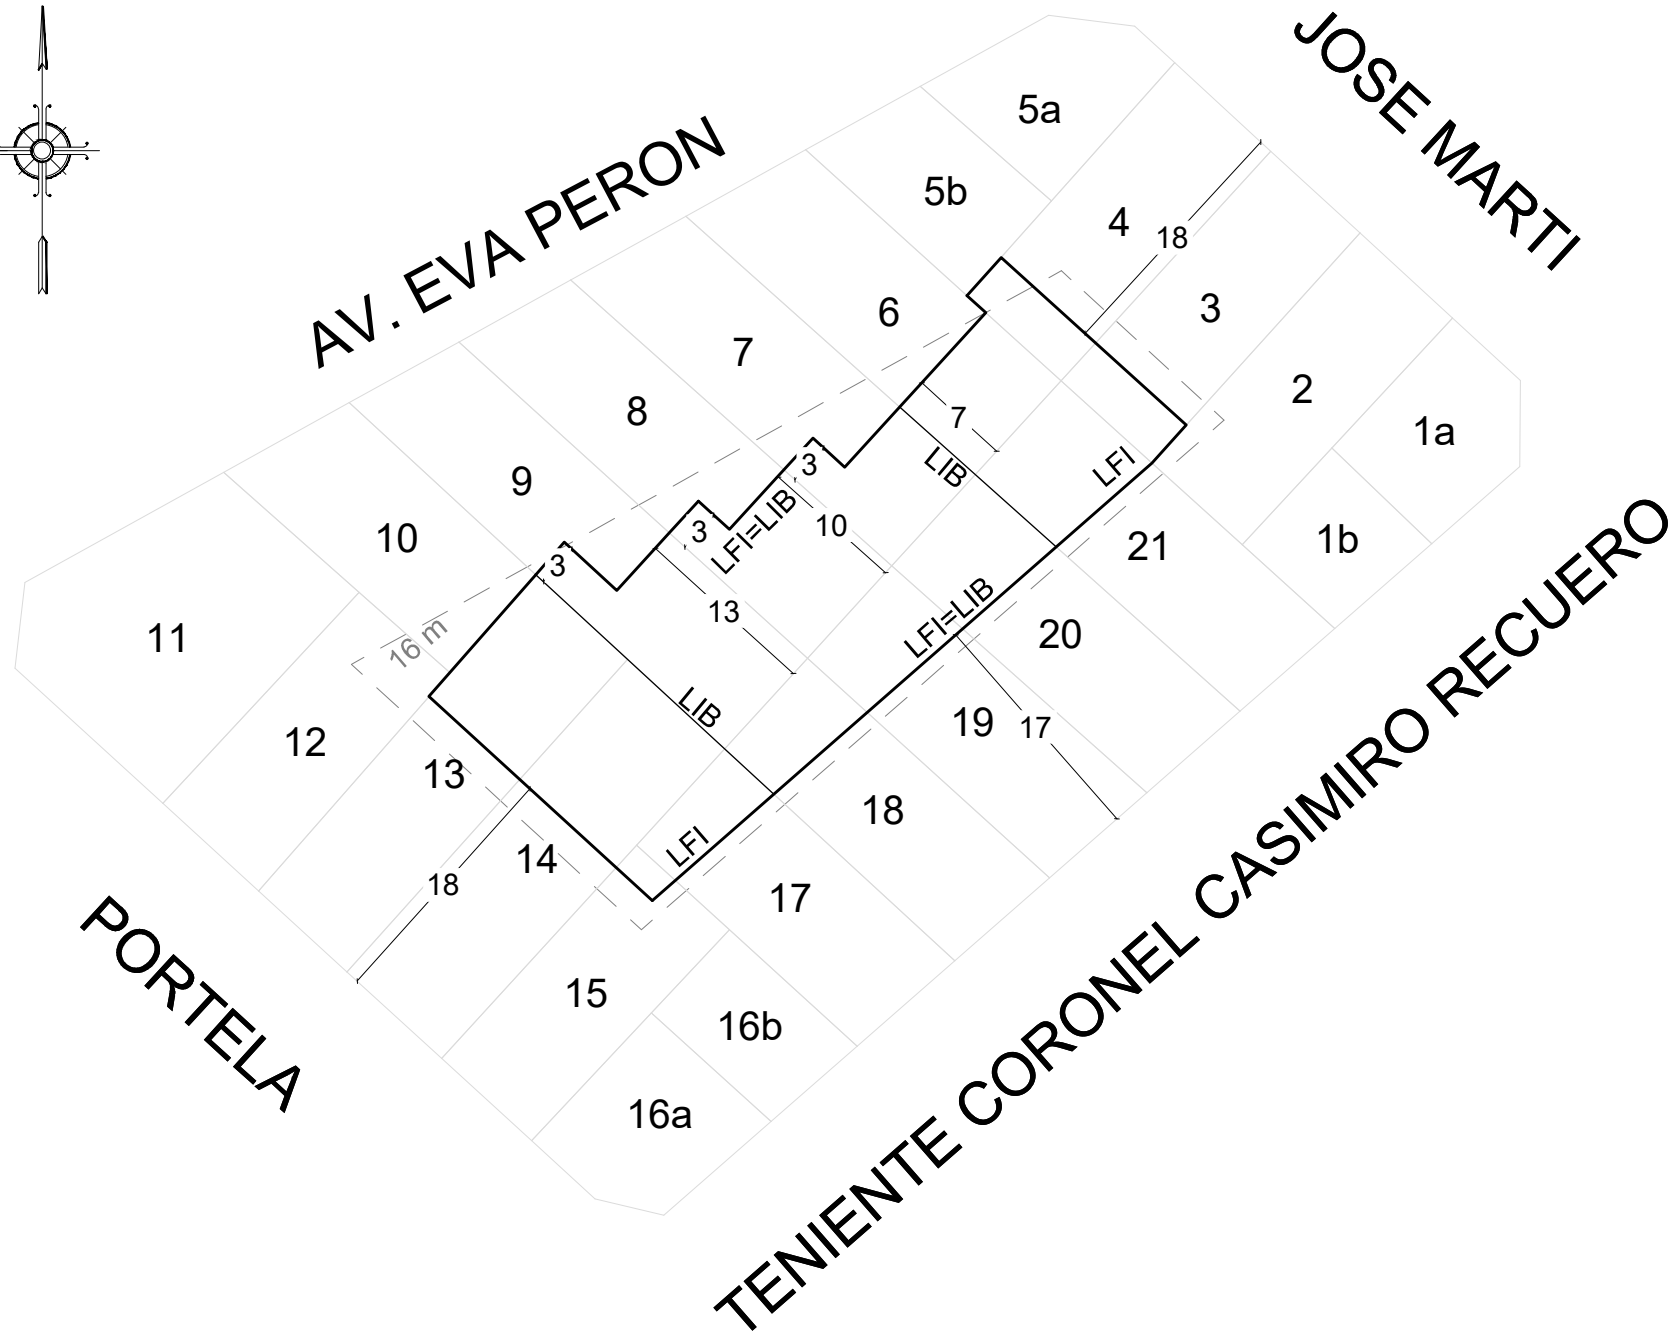 JOSE MARTI
5a
AV. EVA PERON
5b
4
18
6
3
7
8
2
7
1a
9
3
LIB
LFI
10
3
LFI=LIB
10
1b
21
3
11
13
LFI=LIB
20
16 m
12
LIB
19
17
13
18
14
LFI
18
17
PORTELA
15
16b
16a
TENIENTE CORONEL CASIMIRO RECUERO